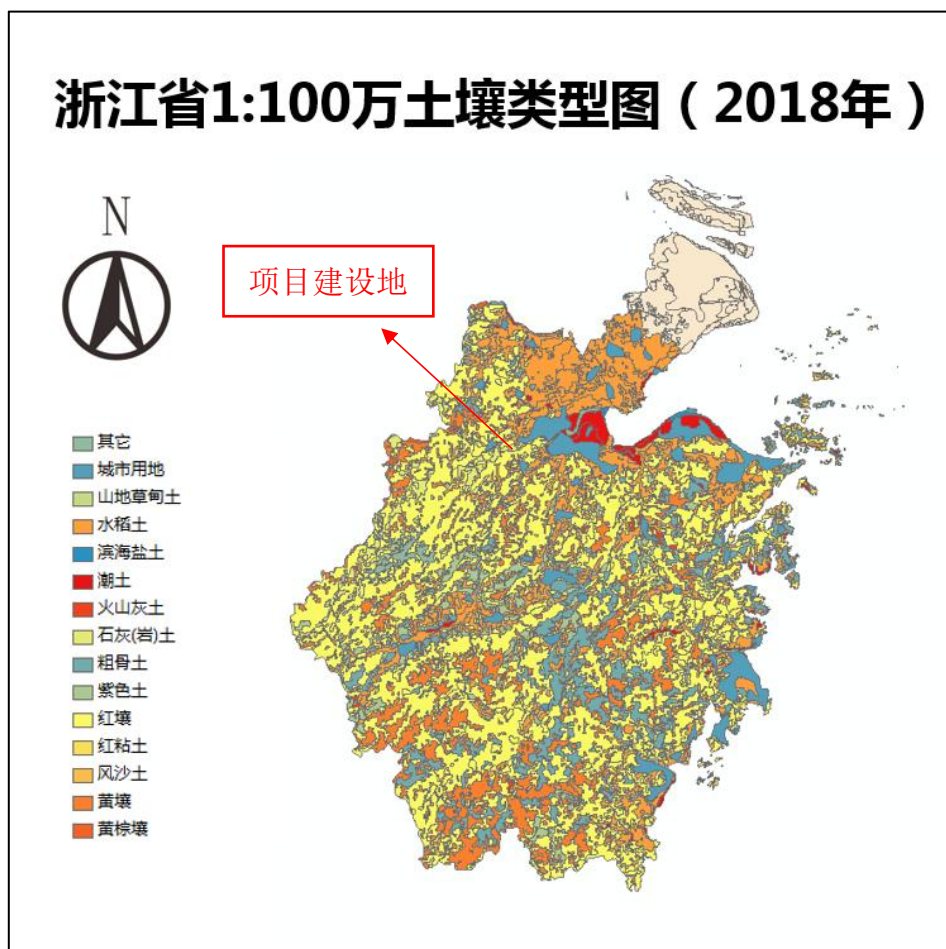 浙江省1:100万土壤类型图（2018年）
N
项目建设地
其它
城市用地
山地草甸土
水稻土
滨海盐土
潮土
火山灰土
石灰(岩)土
粗骨土
紫色土
红壤
红粘土
风沙土
黄壤
黄棕壤